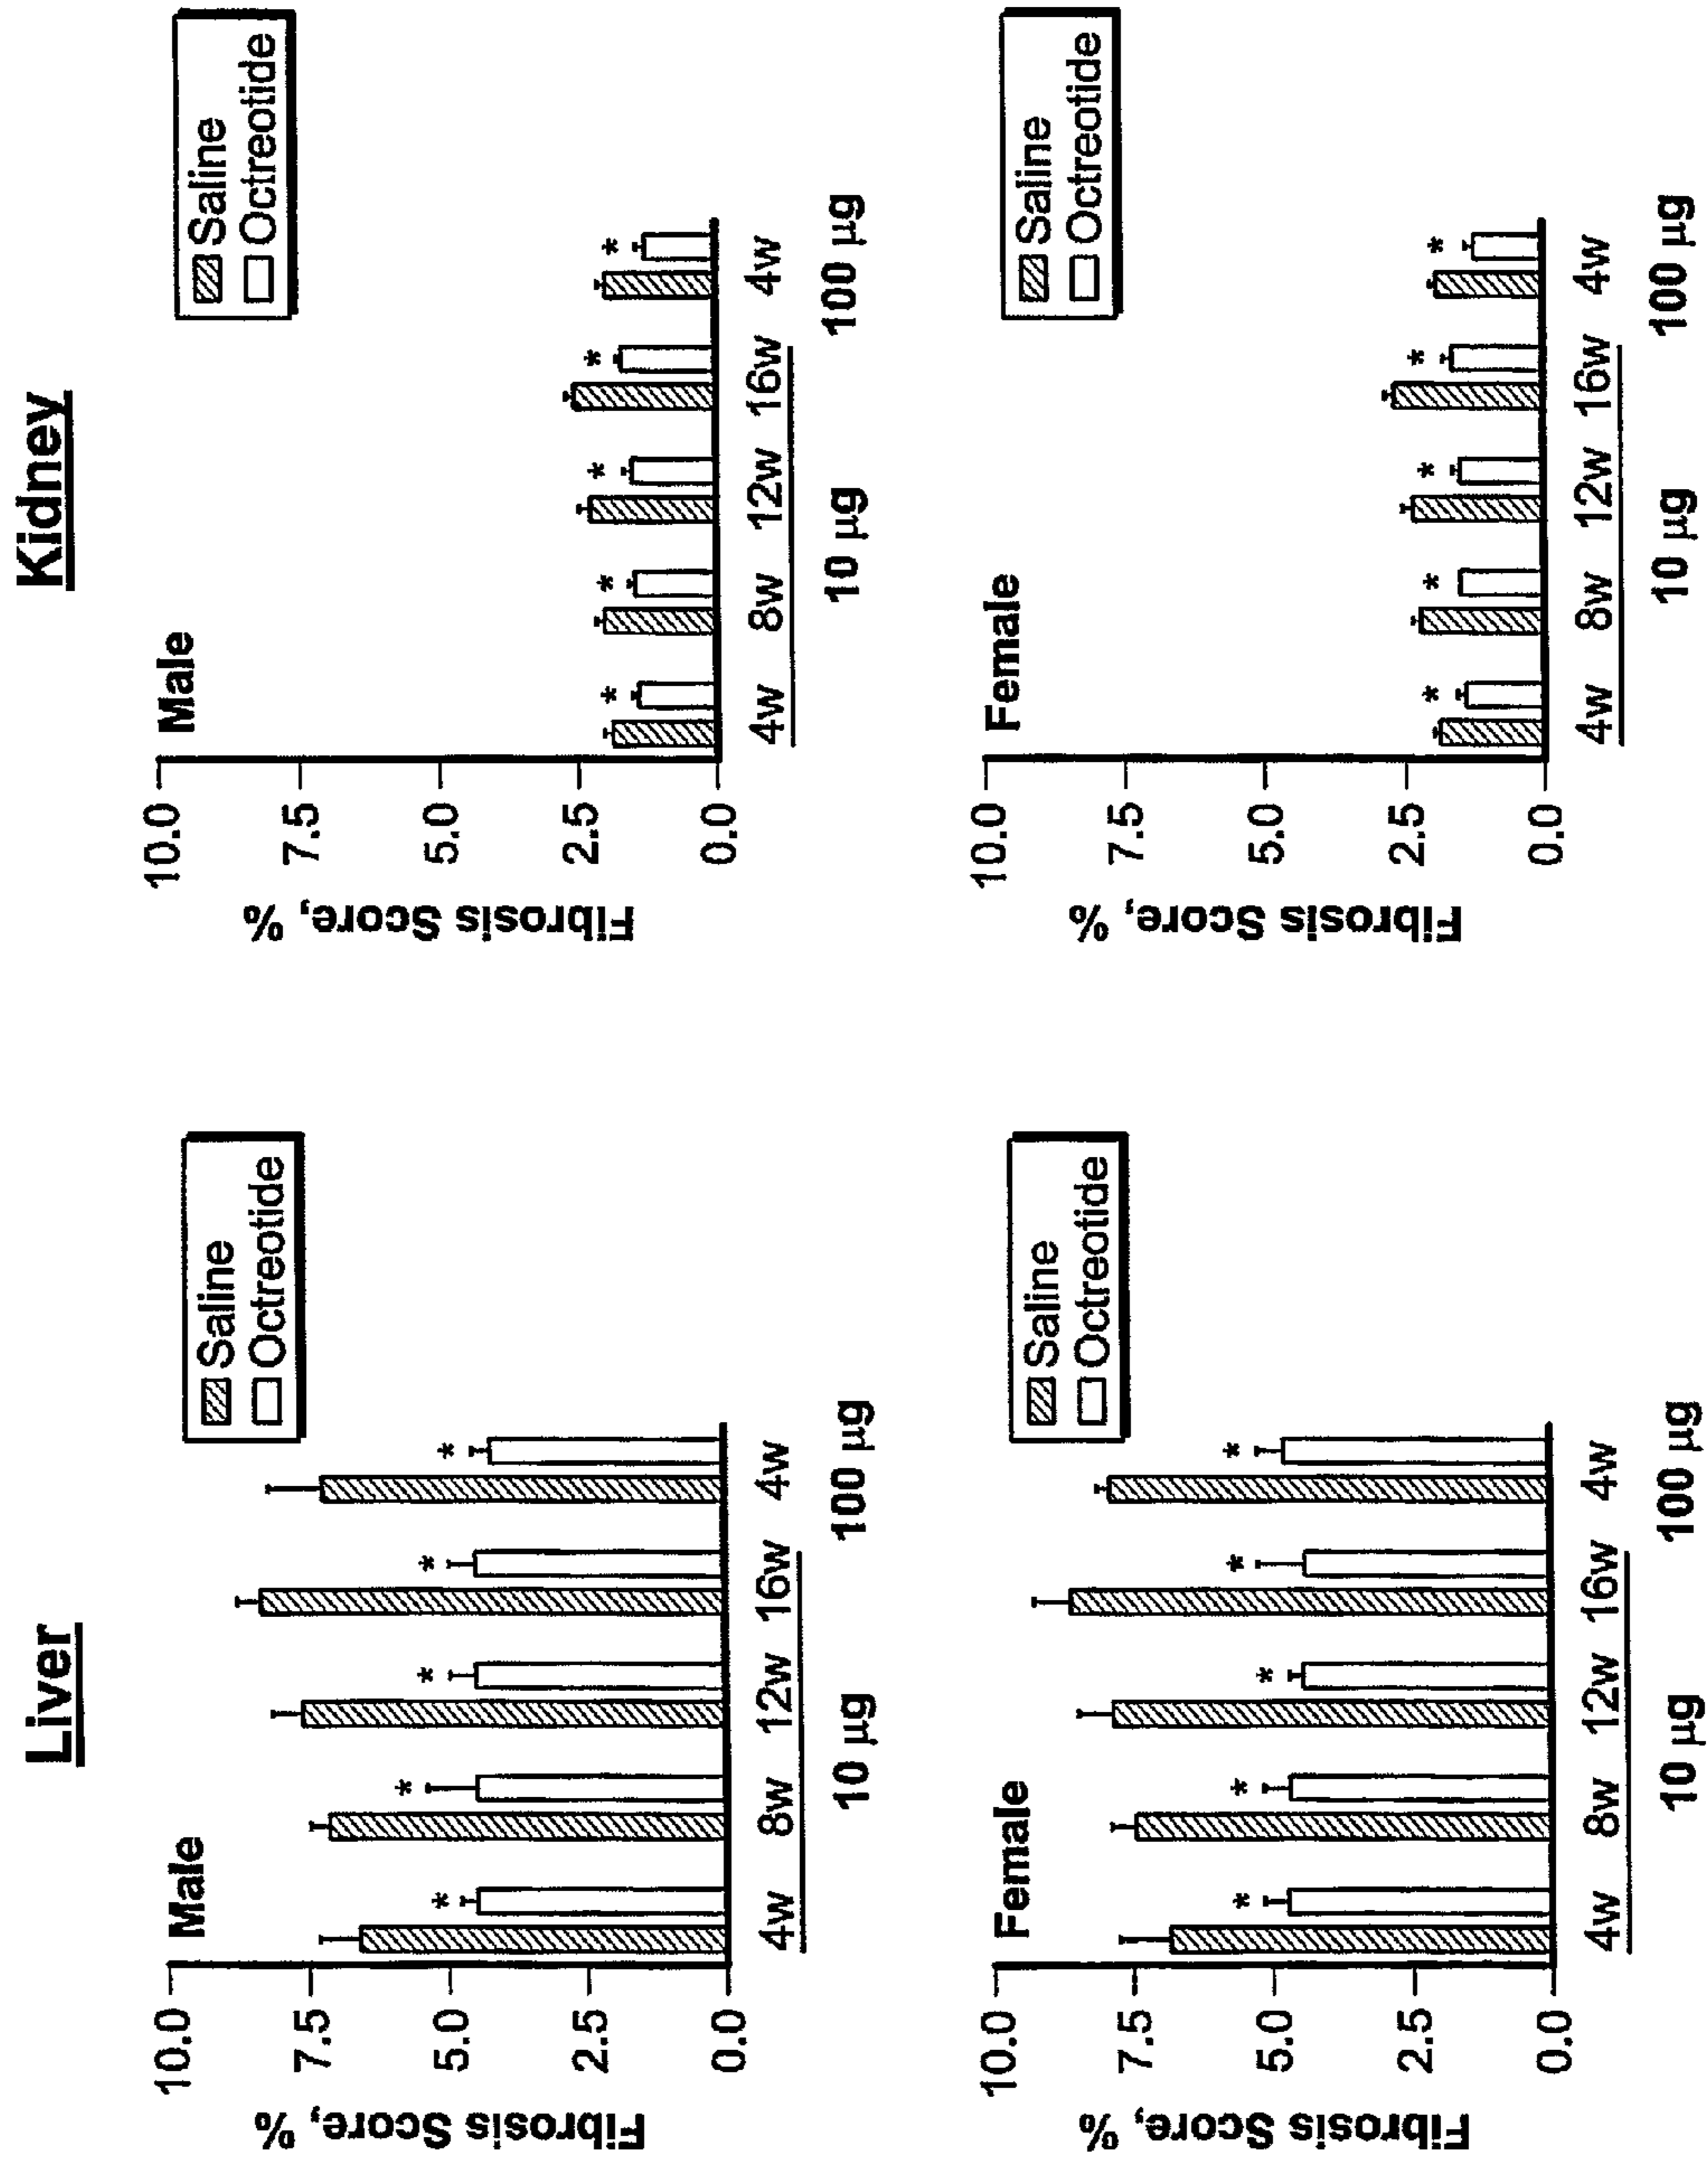 Liver
Male
Saline
Octreotide
Fibrosis Score, %
10.0
7.5
5.0
2.5
0.0
* * * * *
4w 8w 12w 16w 4w
10 µg 100 µg
Female
Saline
Octreotide
Fibrosis Score, %
10.0
7.5
5.0
2.5
0.0
* * * * *
4w 8w 12w 16w 4w
10 µg 100 µg
Kidney
Male
Saline
Octreotide
Fibrosis Score, %
10.0
7.5
5.0
2.5
0.0
* * * * *
4w 8w 12w 16w 4w
10 µg 100 µg
Female
Saline
Octreotide
Fibrosis Score, %
10.0
7.5
5.0
2.5
0.0
* * * * *
4w 8w 12w 16w 4w
10 µg 100 µg